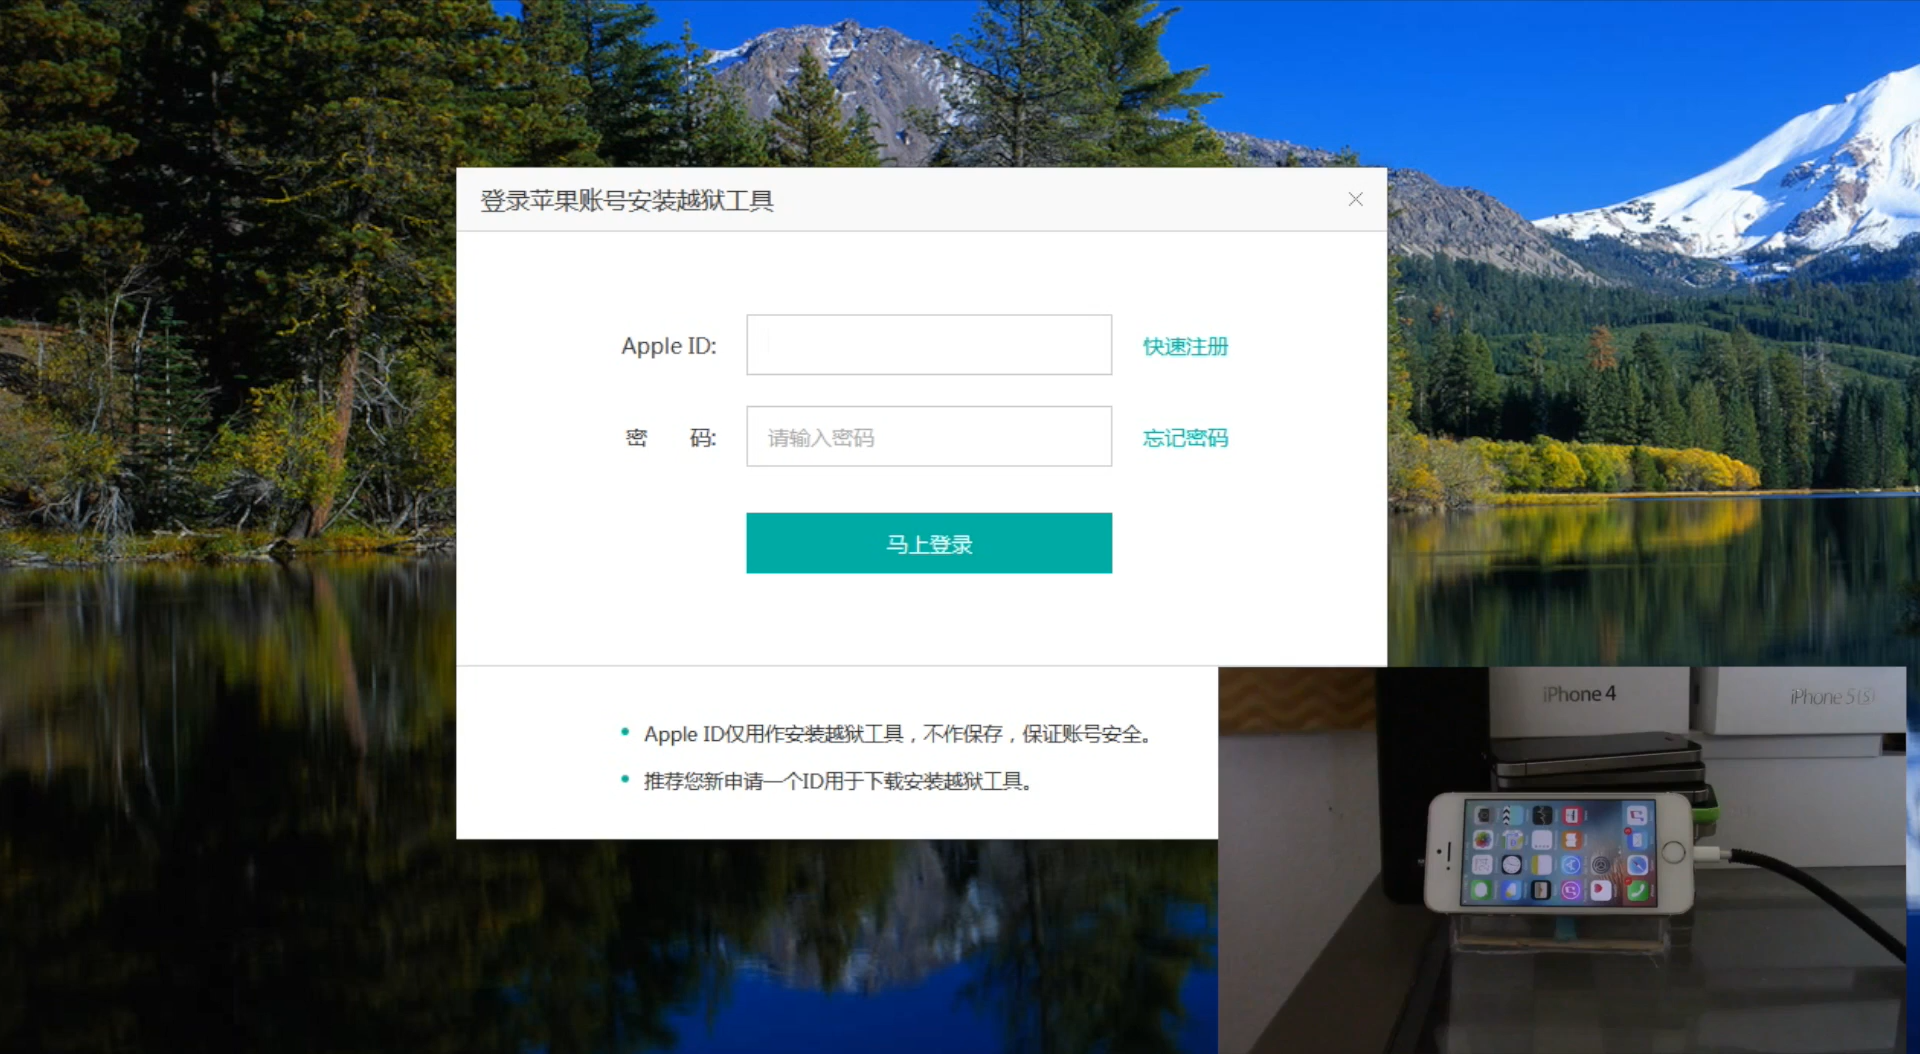 登录苹果账号安装越狱工具
Apple ID:
快速注册
密 码:
请输入密码
忘记密码
马上登录
Apple ID仅用作安装越狱工具，不作保存，保证账号安全。
推荐您新申请一个ID用于下载安装越狱工具。
iPhone 4
iPhone 5(s)